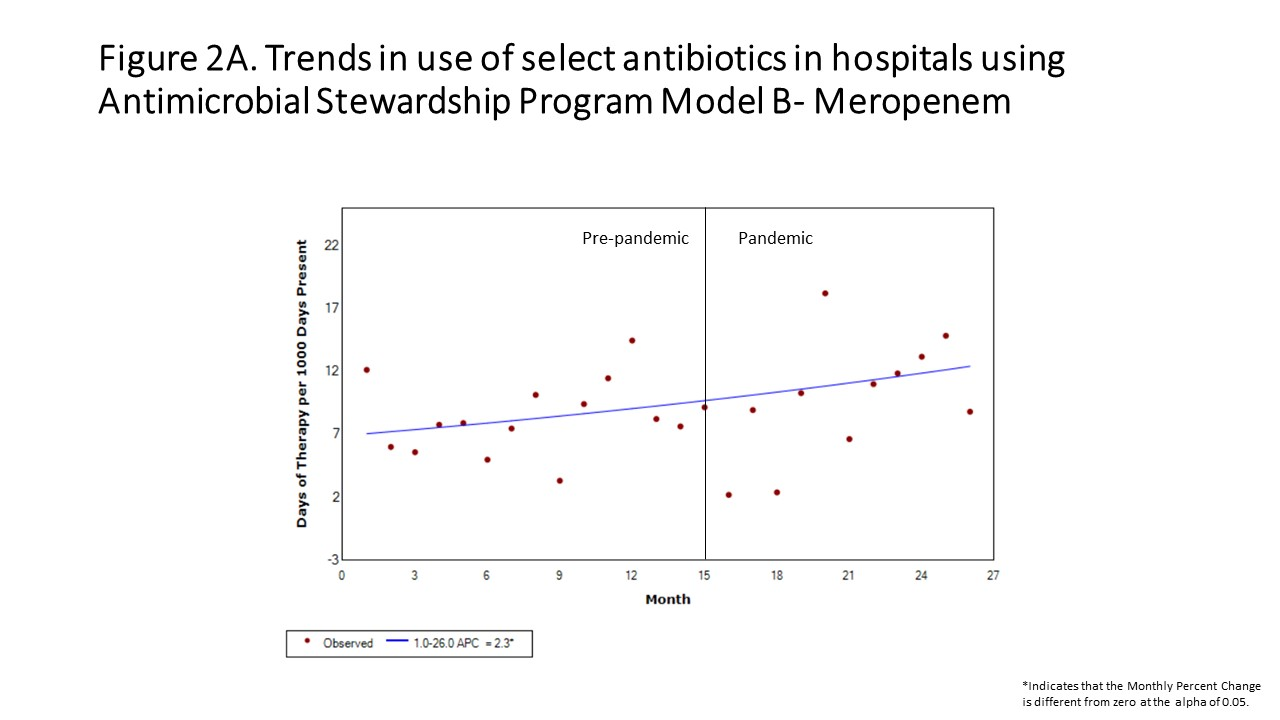 Figure 2A. Trends in use of select antibiotics in hospitals using
Antimicrobial Stewardship Program Model B- Meropenem
Pre-pandemic
Pandemic
Days of Therapy per 1000 Days Present
22
17
12
7
2
-3
0 3 6 9 12 15 18 21 24 27
Month
Observed 1.0-26.0 APC = 2.3*
*Indicates that the Monthly Percent Change
is different from zero at the alpha of 0.05.